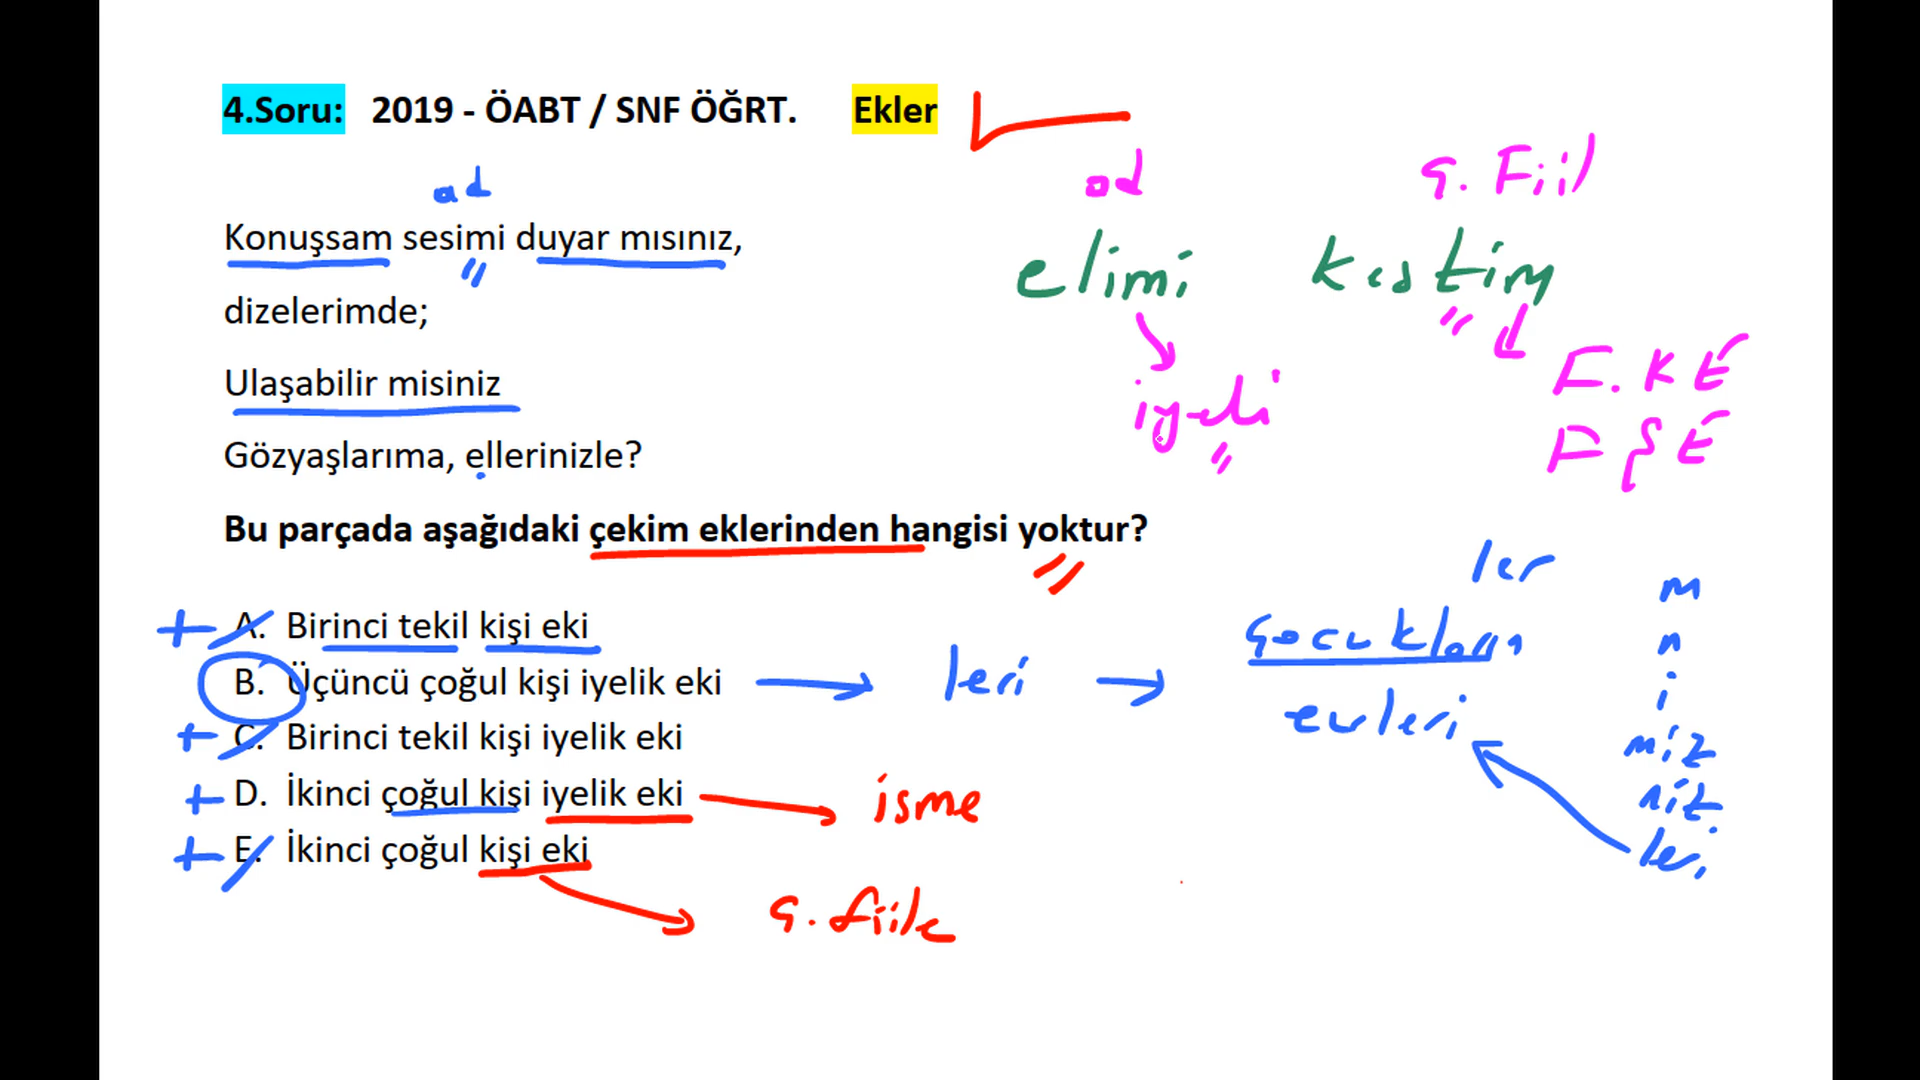 4.Soru: 2019 - ÖABT / SNF ÖĞRT. Ekler
ad
ad
ç. Fiil
Konuşsam sesimi duyar mısınız,
elimi kestim
dizelerimde;
Ulaşabilir misiniz
iyeli
F.KE
FŞE
Gözyaşlarıma, ellerinizle?
Bu parçada aşağıdaki çekim eklerinden hangisi yoktur?
A. Birinci tekil kişi eki
B. Üçüncü çoğul kişi iyelik eki
leri
ler
çocukların
evleri
C. Birinci tekil kişi iyelik eki
D. İkinci çoğul kişi iyelik eki
isme
E. İkinci çoğul kişi eki
ç. fiile
m
n
i
miz
niz
leri